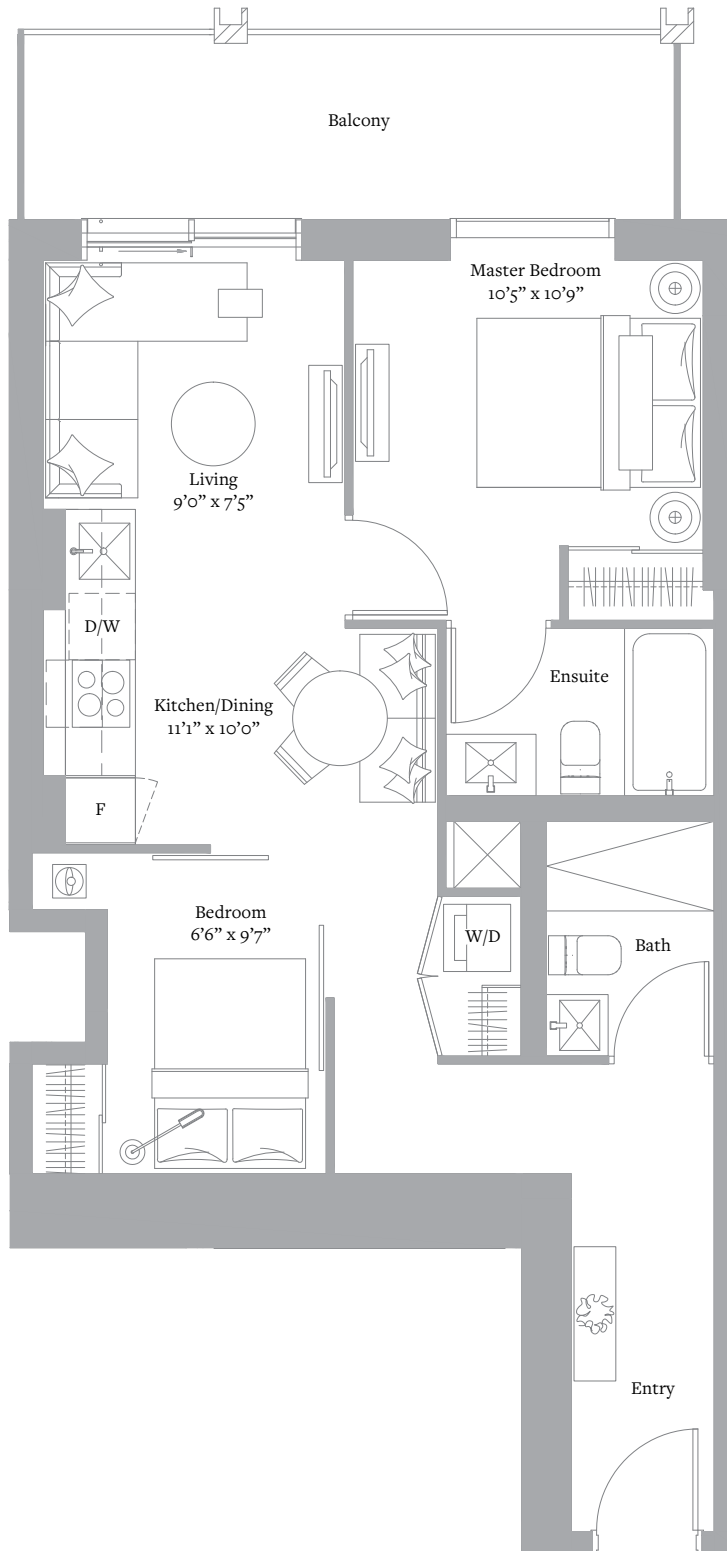 Balcony
Master Bedroom
10’5” x 10’9”
Living
9’0” x 7’5”
D/W
Ensuite
Kitchen/Dining
11’1” x 10’0”
F
Bedroom
6’6” x 9’7”
W/D
Bath
Entry